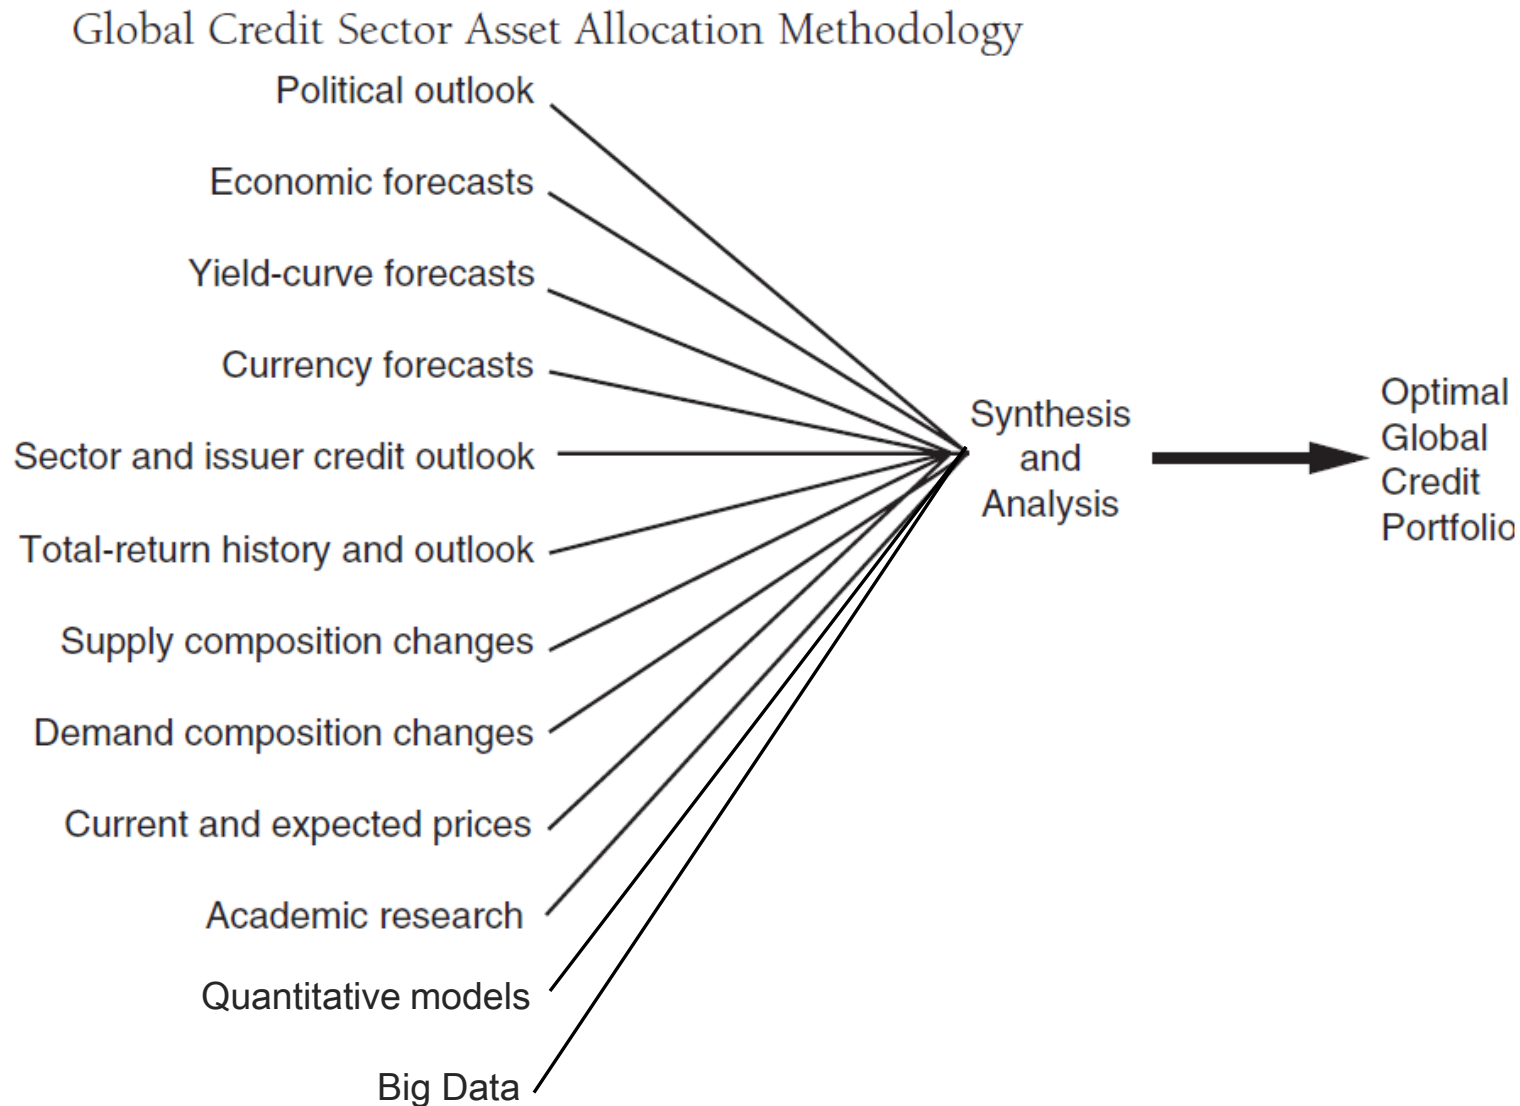 Global Credit Sector Asset Allocation Methodology
Political outlook
Economic forecasts
Yield-curve forecasts
Currency forecasts
Sector and issuer credit outlook
Total-return history and outlook
Supply composition changes
Demand composition changes
Current and expected prices
Academic research
Quantitative models
Big Data
Synthesis
and
Analysis
Optimal
Global
Credit
Portfolio